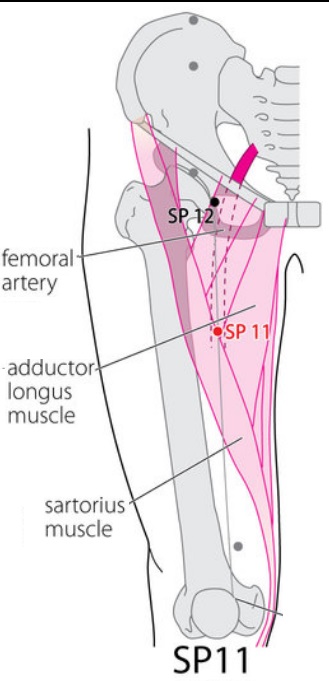 SP 12
femoral
artery
SP 11
adductor
longus
muscle
sartorius
muscle
SP11